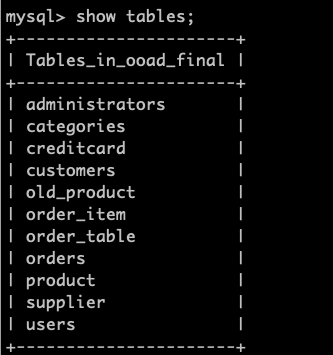 mysql> show tables;
+----------------------+
| Tables_in_ooad_final |
+----------------------+
| administrators       |
| categories           |
| creditcard           |
| customers            |
| old_product          |
| order_item           |
| order_table          |
| orders               |
| product              |
| supplier             |
| users                |
+----------------------+